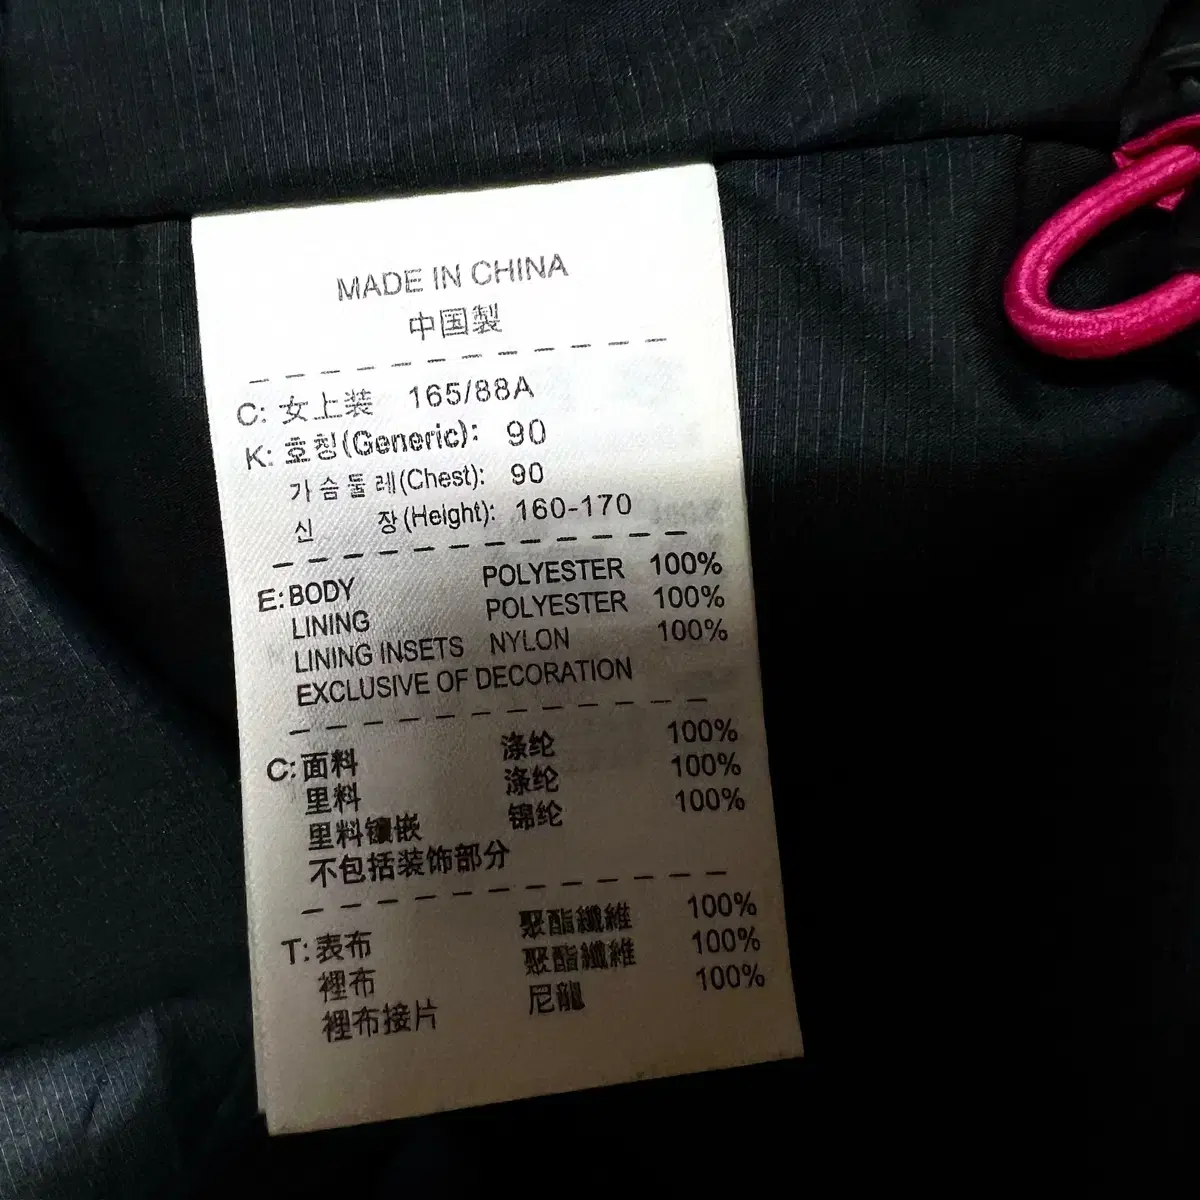 MADE IN CHINA
中国製
C: 女上装 165/88A
K: 호칭(Generic): 90
가슴둘레(Chest): 90
신 장(Height): 160-170
E: BODY POLYESTER 100%
LINING POLYESTER 100%
LINING INSETS NYLON 100%
EXCLUSIVE OF DECORATION
C: 面料 涤纶 100%
里料 涤纶 100%
里料镶嵌 锦纶 100%
不包括装饰部分
T: 表布 聚酯纖維 100%
裡布 聚酯纖維 100%
裡布接片 尼龍 100%